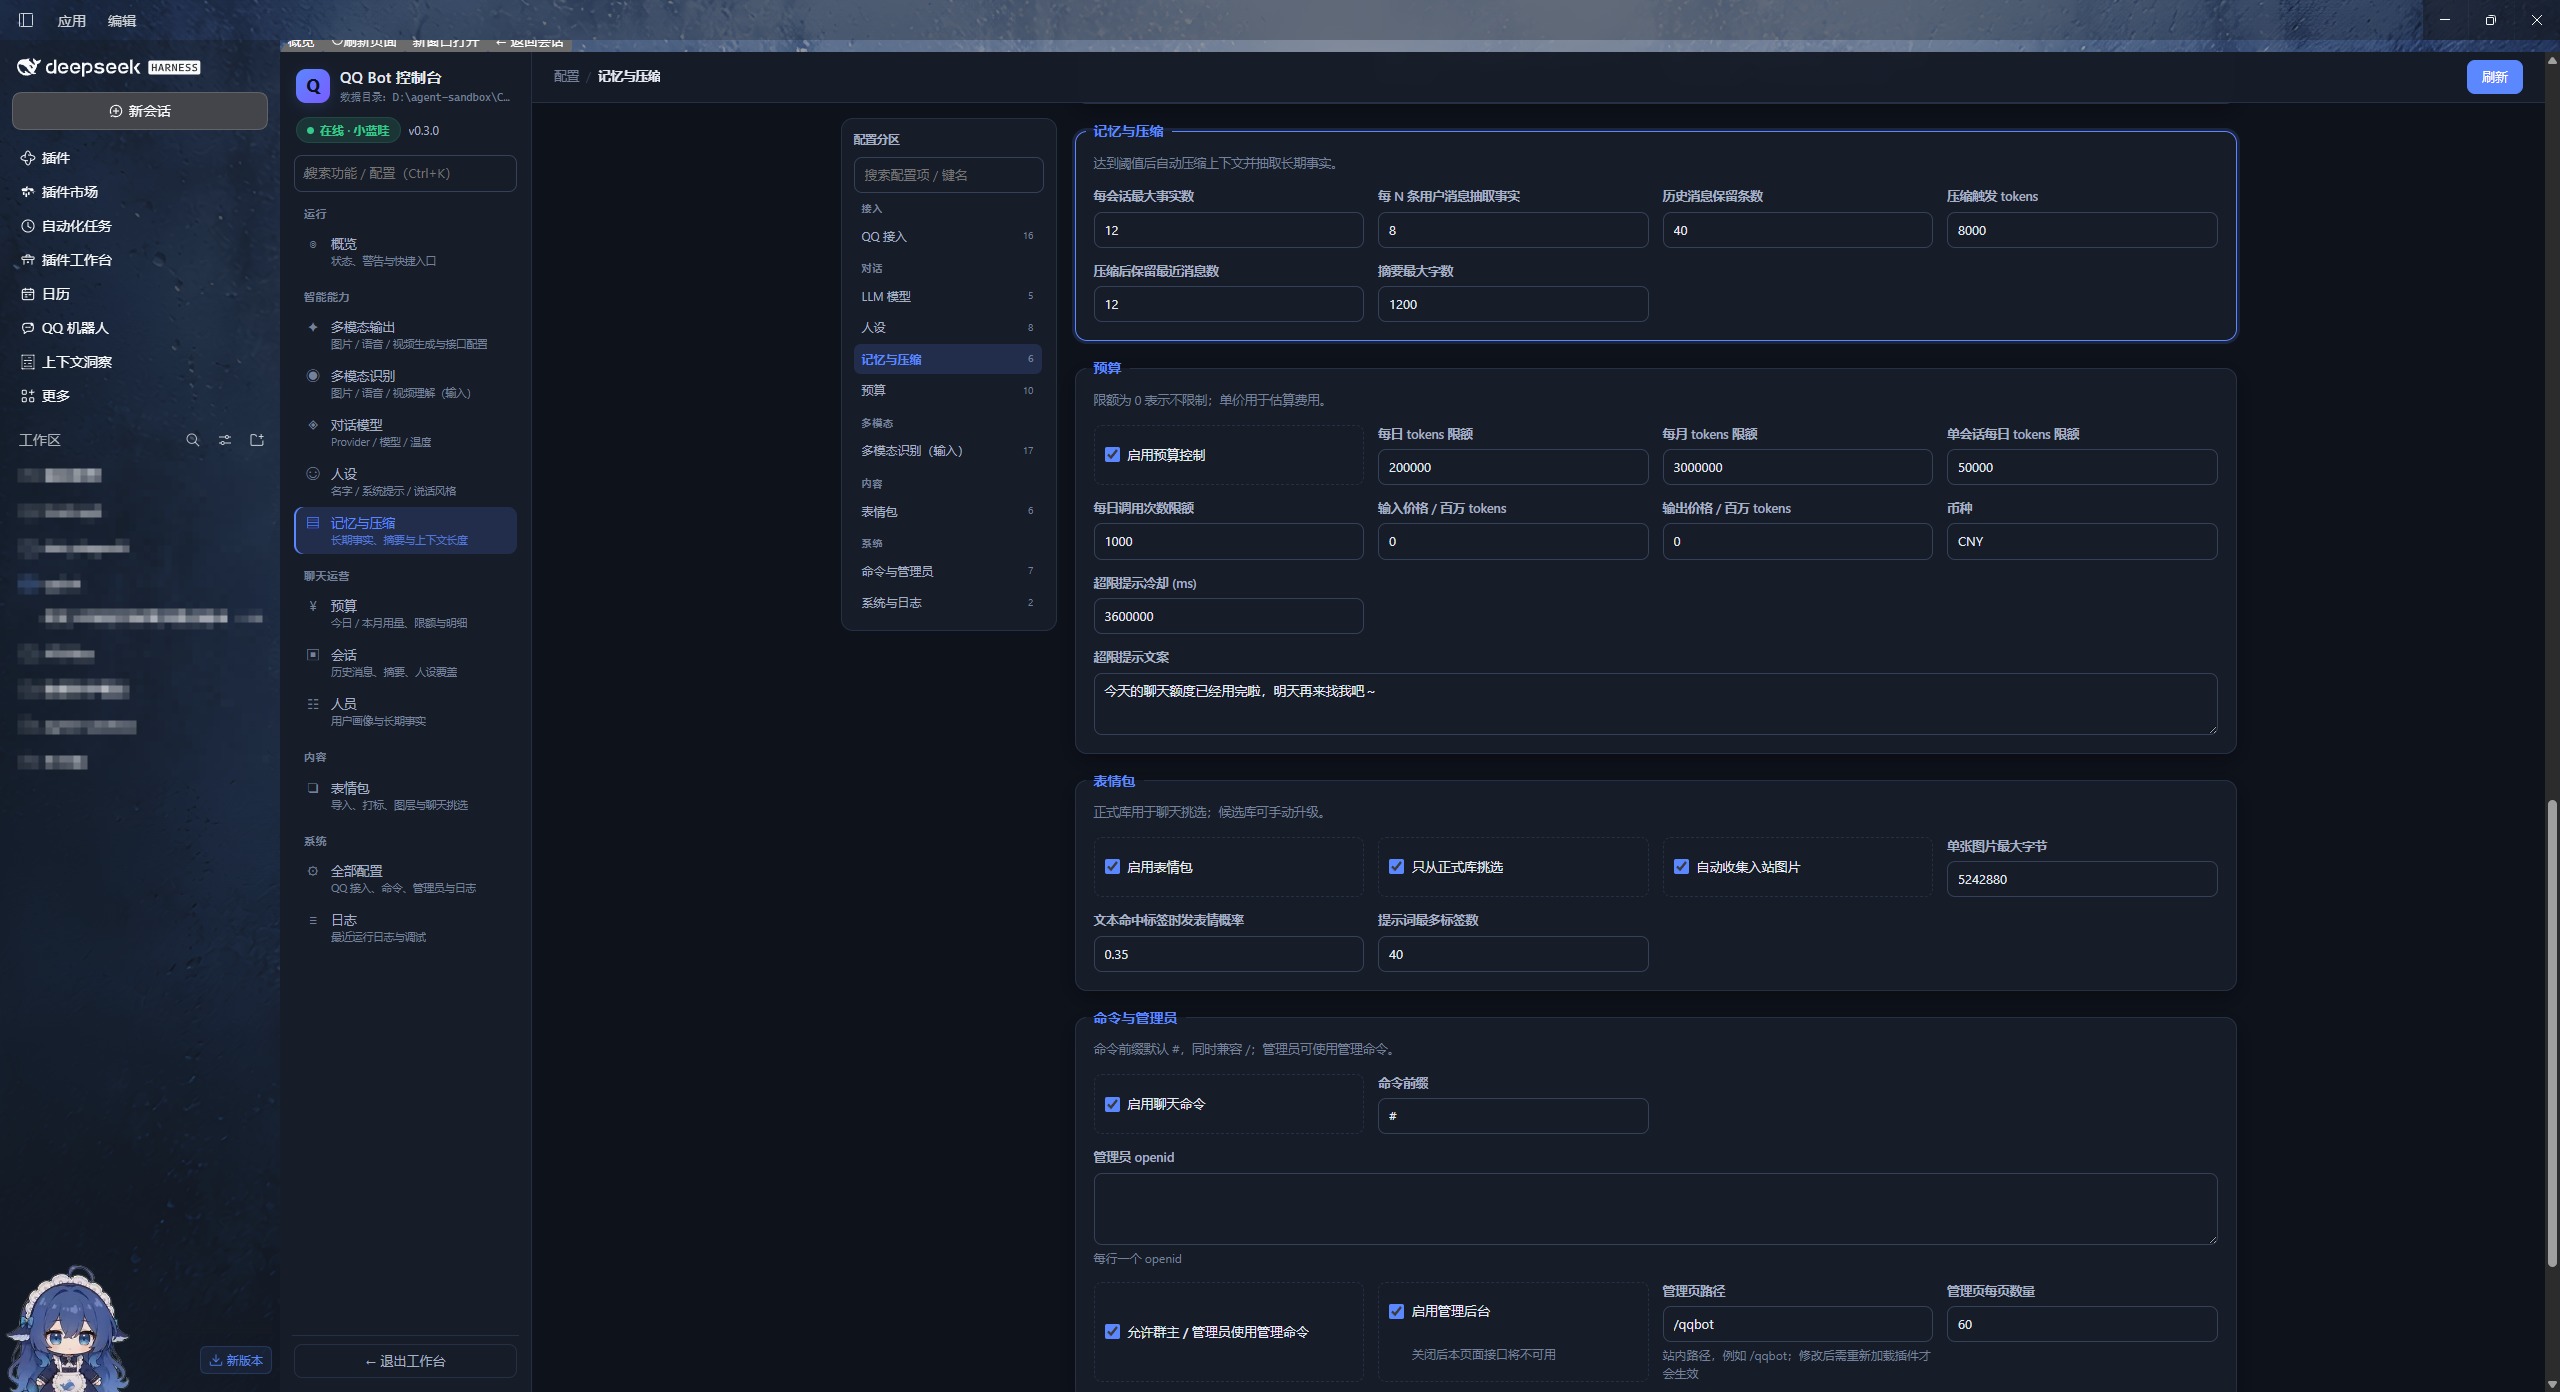 应用 编辑
概览 刷新页面 新窗口打开 ← 返回会话
deepseek HARNESS
新会话
插件
插件市场
自动化任务
插件工作台
日历
QQ 机器人
上下文洞察
更多
工作区
新版本
Q
QQ Bot 控制台
数据目录：D:\agent-sandbox\C...
在线 · 小蓝哇 v0.3.0
搜索功能 / 配置（Ctrl+K）
运行
概览
状态、警告与快捷入口
智能能力
多模态输出
图片 / 语音 / 视频生成与接口配置
多模态识别
图片 / 语音 / 视频理解（输入）
对话模型
Provider / 模型 / 温度
人设
名字 / 系统提示 / 说话风格
记忆与压缩
长期事实、摘要与上下文长度
聊天运营
¥ 预算
今日 / 本月用量、限额与明细
会话
历史消息、摘要、人设覆盖
人员
用户画像与长期事实
内容
表情包
导入、打标、图层与聊天挑选
系统
全部配置
QQ 接入、命令、管理员与日志
日志
最近运行日志与调试
← 退出工作台
配置 / 记忆与压缩
刷新
配置分区
搜索配置项 / 键名
接入
QQ 接入 16
对话
LLM 模型 5
人设 8
记忆与压缩 6
预算 10
多模态
多模态识别（输入） 17
内容
表情包 6
系统
命令与管理员 7
系统与日志 2
记忆与压缩
达到阈值后自动压缩上下文并抽取长期事实。
每会话最大事实数 每 N 条用户消息抽取事实 历史消息保留条数 压缩触发 tokens
12 8 40 8000
压缩后保留最近消息数 摘要最大字数
12 1200
预算
限额为 0 表示不限制；单价用于估算费用。
启用预算控制
每日 tokens 限额 每月 tokens 限额 单会话每日 tokens 限额
200000 3000000 50000
每日调用次数限额 输入价格 / 百万 tokens 输出价格 / 百万 tokens 币种
1000 0 0 CNY
超限提示冷却 (ms)
3600000
超限提示文案
今天的聊天额度已经用完啦，明天再来找我吧～
表情包
正式库用于聊天挑选；候选库可手动升级。
启用表情包 只从正式库挑选 自动收集入站图片
单张图片最大字节
5242880
文本命中标签时发表情概率 提示词最多标签数
0.35 40
命令与管理员
命令前缀默认 #，同时兼容 /；管理员可使用管理命令。
启用聊天命令
命令前缀
#
管理员 openid
每行一个 openid
允许群主 / 管理员使用管理命令
启用管理后台
关闭后本页面接口将不可用
管理页路径
/qqbot
站内路径，例如 /qqbot；修改后需重新加载插件才
会生效
管理页每页数量
60